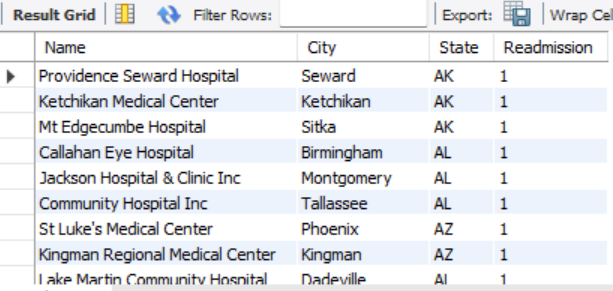 Result Grid Filter Rows: Export: Wrap Cel
Name City State Readmission
Providence Seward Hospital Seward AK 1
Ketchikan Medical Center Ketchikan AK 1
Mt Edgecumbe Hospital Sitka AK 1
Callahan Eye Hospital Birmingham AL 1
Jackson Hospital & Clinic Inc Montgomery AL 1
Community Hospital Inc Tallassee AL 1
St Luke's Medical Center Phoenix AZ 1
Kingman Regional Medical Center Kingman AZ 1
Lake Martin Community Hospital Dadeville AL 1